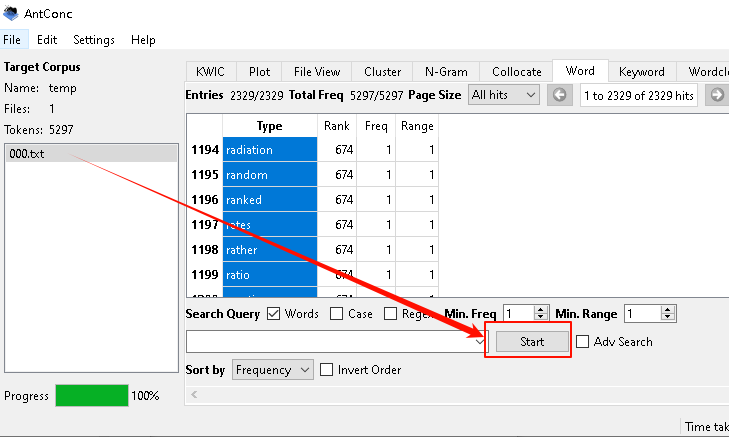 AntConc
File Edit Settings Help
Target Corpus
Name: temp
Files: 1
Tokens: 5297
000.txt
Progress 100%
KWIC Plot File View Cluster N-Gram Collocate Word Keyword Wordcl
Entries 2329/2329 Total Freq 5297/5297 Page Size All hits 1 to 2329 of 2329 hits
Type Rank Freq Range
1194 radiation 674 1 1
1195 random 674 1 1
1196 ranked 674 1 1
1197 rates 674 1 1
1198 rather 674 1 1
1199 ratio 674 1 1
Search Query Words Case Regex Min. Freq 1 Min. Range 1
Start Adv Search
Sort by Frequency Invert Order
Time tak